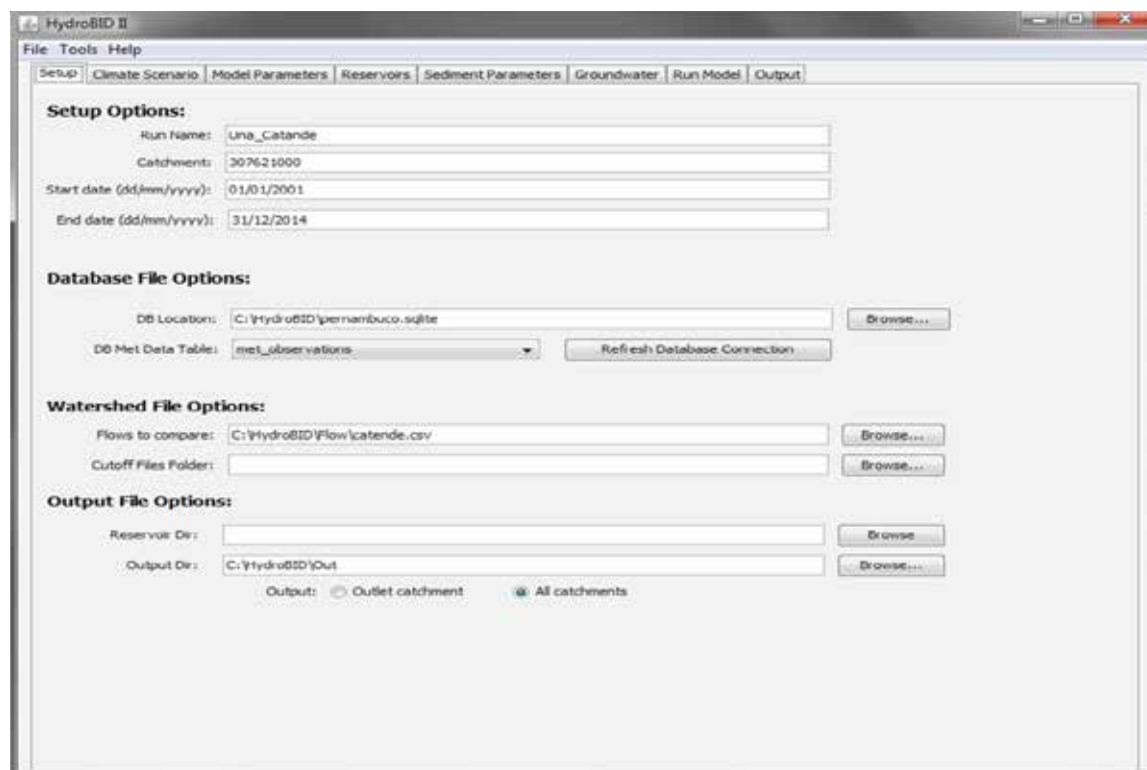 HydroBID II
File Tools Help
Setup Climate Scenario Model Parameters Reservoirs Sediment Parameters Groundwater Run Model Output
Setup Options:
Run Name: Una_Catande
Catchment: 307621000
Start date (dd/mm/yyyy): 01/01/2001
End date (dd/mm/yyyy): 31/12/2014
Database File Options:
DB Location: C:\HydroBID\pernambuco.sqlite Browse...
DB Met Data Table: met_observations Refresh Database Connection
Watershed File Options:
Flows to compare: C:\HydroBID\Flow\catende.csv Browse...
Cutoff Files Folder: Browse...
Output File Options:
Reservoir Dir: Browse
Output Dir: C:\HydroBID\Out Browse...
Output: Outlet catchment All catchments